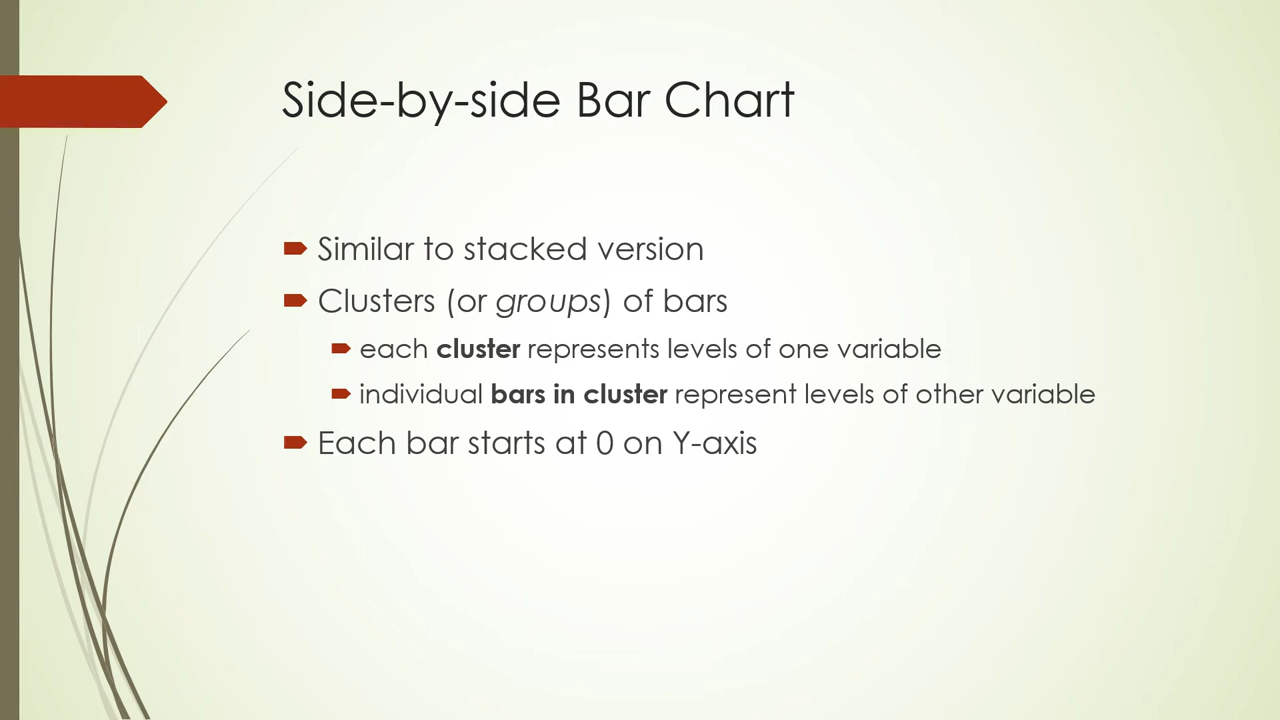 Side-by-side Bar Chart
Similar to stacked version
Clusters (or groups) of bars
each cluster represents levels of one variable
individual bars in cluster represent levels of other variable
Each bar starts at 0 on Y-axis